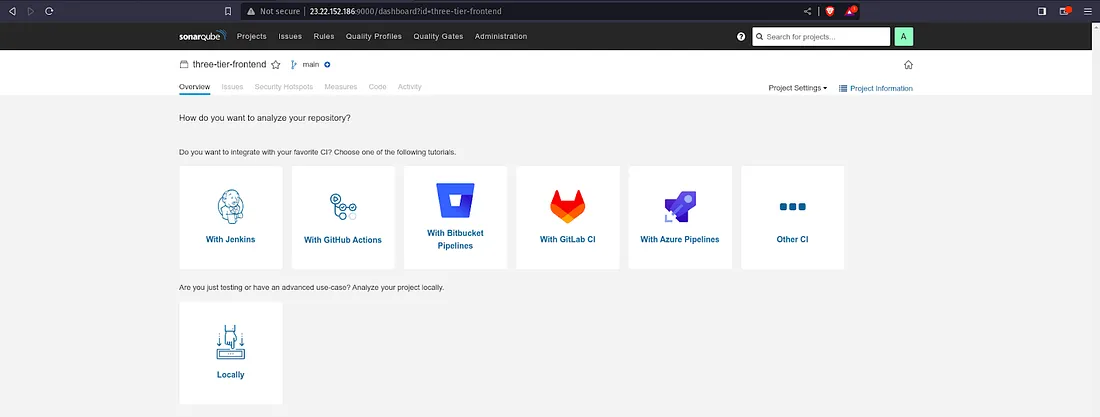 Not secure | 23.22.152.186:9000/dashboard?id=three-tier-frontend
sonarqube Projects Issues Rules Quality Profiles Quality Gates Administration ? Search for projects... A
three-tier-frontend main
Overview Issues Security Hotspots Measures Code Activity Project Settings Project Information
How do you want to analyze your repository?
Do you want to integrate with your favorite CI? Choose one of the following tutorials.
With Jenkins
With GitHub Actions
With Bitbucket
Pipelines
With GitLab CI
With Azure Pipelines
Other CI
Are you just testing or have an advanced use-case? Analyze your project locally.
Locally